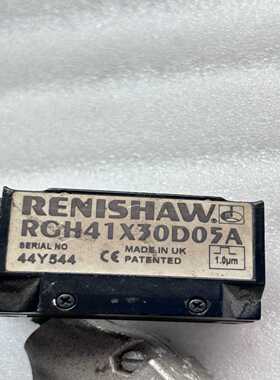 RENISHAW®
RGH41X30D05A
SERIAL NO MADE IN UK
44Y544 CE PATENTED 1.0µm